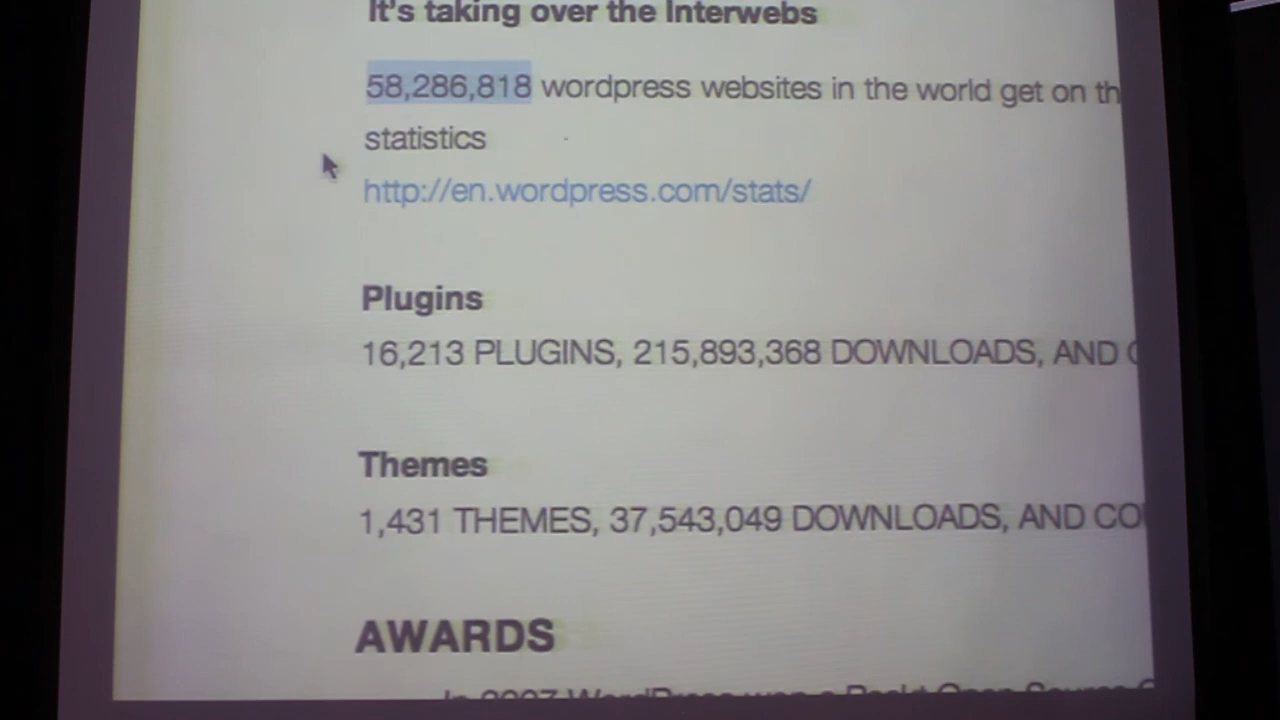 It's taking over the Interwebs
58,286,818 wordpress websites in the world get on
statistics
http://en.wordpress.com/stats/
Plugins
16,213 PLUGINS, 215,893,368 DOWNLOADS, AND
Themes
1,431 THEMES, 37,543,049 DOWNLOADS, AND
AWARDS